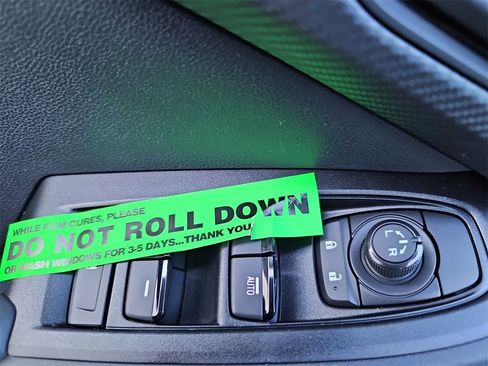 WHILE FILM CURES, PLEASE
DO NOT ROLL DOWN
OR WASH WINDOWS FOR 3-5 DAYS...THANK YOU
AUTO
L R